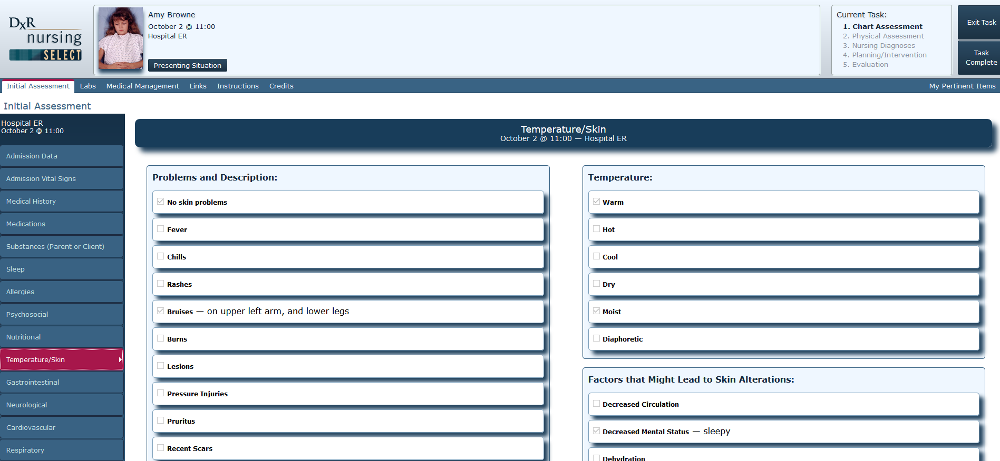 DxR
nursing
SELECT
Amy Browne
October 2 @ 11:00
Hospital ER
Presenting Situation
Current Task:
1. Chart Assessment
2. Physical Assessment
3. Nursing Diagnoses
4. Planning/Intervention
5. Evaluation
Exit Task
Task
Complete
Initial Assessment Labs Medical Management Links Instructions Credits My Pertinent Items
Initial Assessment
Hospital ER
October 2 @ 11:00
Admission Data
Admission Vital Signs
Medical History
Medications
Substances (Parent or Client)
Sleep
Allergies
Psychosocial
Nutritional
Temperature/Skin
Gastrointestinal
Neurological
Cardiovascular
Respiratory
Temperature/Skin
October 2 @ 11:00 — Hospital ER
Problems and Description:
No skin problems
Fever
Chills
Rashes
Bruises — on upper left arm, and lower legs
Burns
Lesions
Pressure Injuries
Pruritus
Recent Scars
Temperature:
Warm
Hot
Cool
Dry
Moist
Diaphoretic
Factors that Might Lead to Skin Alterations:
Decreased Circulation
Decreased Mental Status — sleepy
Dehydration